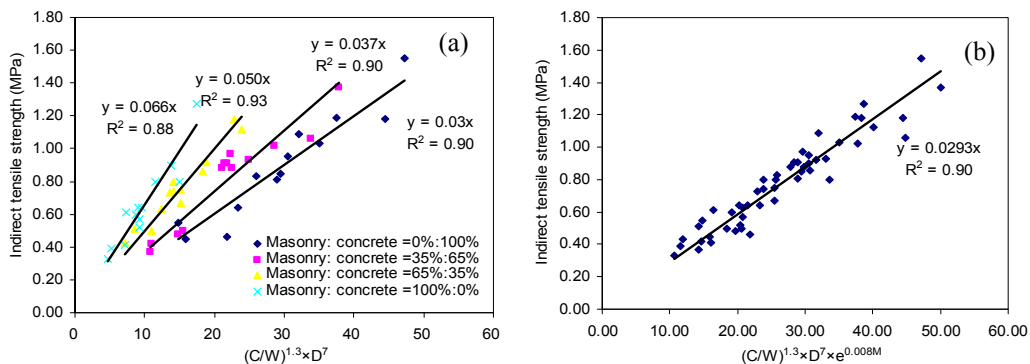 1.80
1.60
1.40
1.20
1.00
0.80
0.60
0.40
0.20
0.00
Indirect tensile strength (MPa)
0 10 20 30 40 50 60
(C/W)^1.3×D^7
(a)
y = 0.066x
R² = 0.88
y = 0.050x
R² = 0.93
y = 0.037x
R² = 0.90
y = 0.03x
R² = 0.90
Masonry: concrete =0%:100%
Masonry: concrete =35%:65%
Masonry: concrete =65%:35%
Masonry: concrete =100%:0%
1.80
1.60
1.40
1.20
1.00
0.80
0.60
0.40
0.20
0.00
Indirect tensile strength (MPa)
0.00 10.00 20.00 30.00 40.00 50.00 60.00
(C/W)^1.3×D^7×e^0.008M
(b)
y = 0.0293x
R² = 0.90